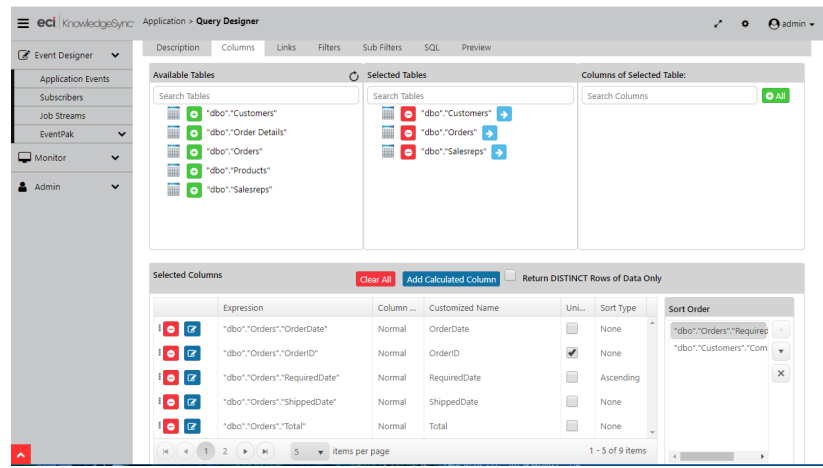 eci KnowledgeSync
Application > Query Designer
admin
Event Designer
Application Events
Subscribers
Job Streams
EventPak
Monitor
Admin
Description Columns Links Filters Sub Filters SQL Preview
Available Tables
Search Tables
"dbo"."Customers"
"dbo"."Order Details"
"dbo"."Orders"
"dbo"."Products"
"dbo"."Salesreps"
Selected Tables
Search Tables
"dbo"."Customers"
"dbo"."Orders"
"dbo"."Salesreps"
Columns of Selected Table:
Search Columns
All
Selected Columns
Clear All Add Calculated Column Return DISTINCT Rows of Data Only
Expression Column ... Customized Name Uni... Sort Type
"dbo"."Orders"."OrderDate" Normal OrderDate None
"dbo"."Orders"."OrderID" Normal OrderID None
"dbo"."Orders"."RequiredDate" Normal RequiredDate Ascending
"dbo"."Orders"."ShippedDate" Normal ShippedDate None
"dbo"."Orders"."Total" Normal Total None
1 2 5 items per page 1 - 5 of 9 items
Sort Order
"dbo"."Orders"."Required
"dbo"."Customers"."Com